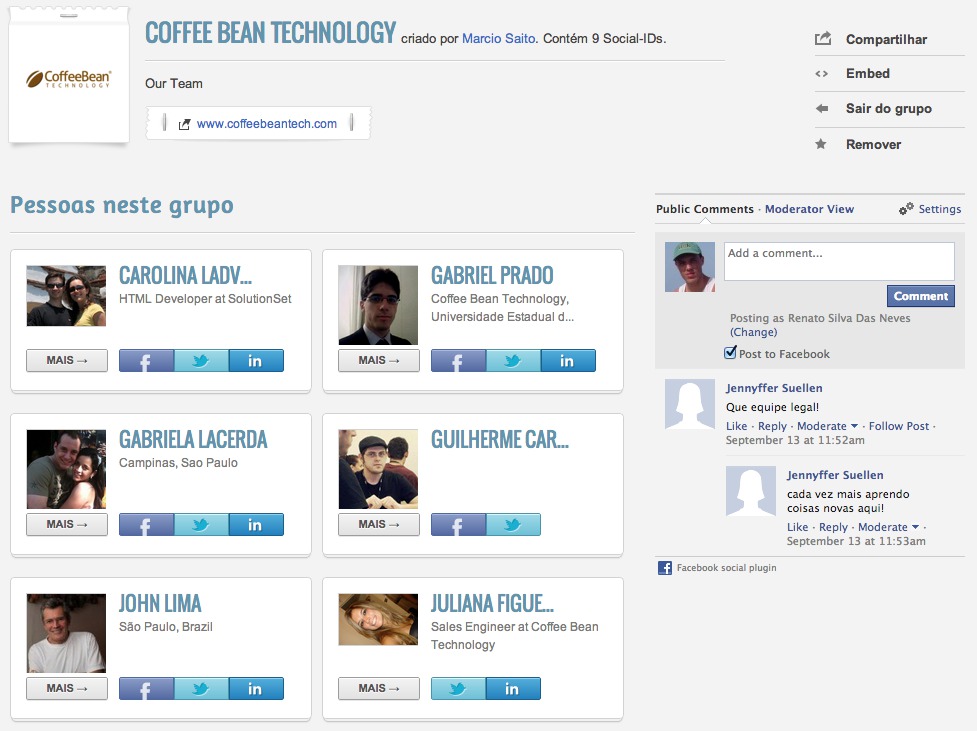 CoffeeBean
TECHNOLOGY
COFFEE BEAN TECHNOLOGY criado por Marcio Saito. Contém 9 Social-IDs.
Our Team
www.coffeebeantech.com
Compartilhar
Embed
Sair do grupo
Remover
Pessoas neste grupo
CAROLINA LADV...
HTML Developer at SolutionSet
MAIS →
GABRIEL PRADO
Coffee Bean Technology,
Universidade Estadual d...
MAIS →
GABRIELA LACERDA
Campinas, Sao Paulo
MAIS →
GUILHERME CAR...
MAIS →
JOHN LIMA
São Paulo, Brazil
MAIS →
JULIANA FIGUE...
Sales Engineer at Coffee Bean
Technology
MAIS →
Public Comments · Moderator View
Settings
Add a comment...
Comment
Posting as Renato Silva Das Neves
(Change)
Post to Facebook
Jennyffer Suellen
Que equipe legal!
Like · Reply · Moderate · Follow Post ·
September 13 at 11:52am
Jennyffer Suellen
cada vez mais aprendo
coisas novas aqui!
Like · Reply · Moderate ·
September 13 at 11:53am
Facebook social plugin